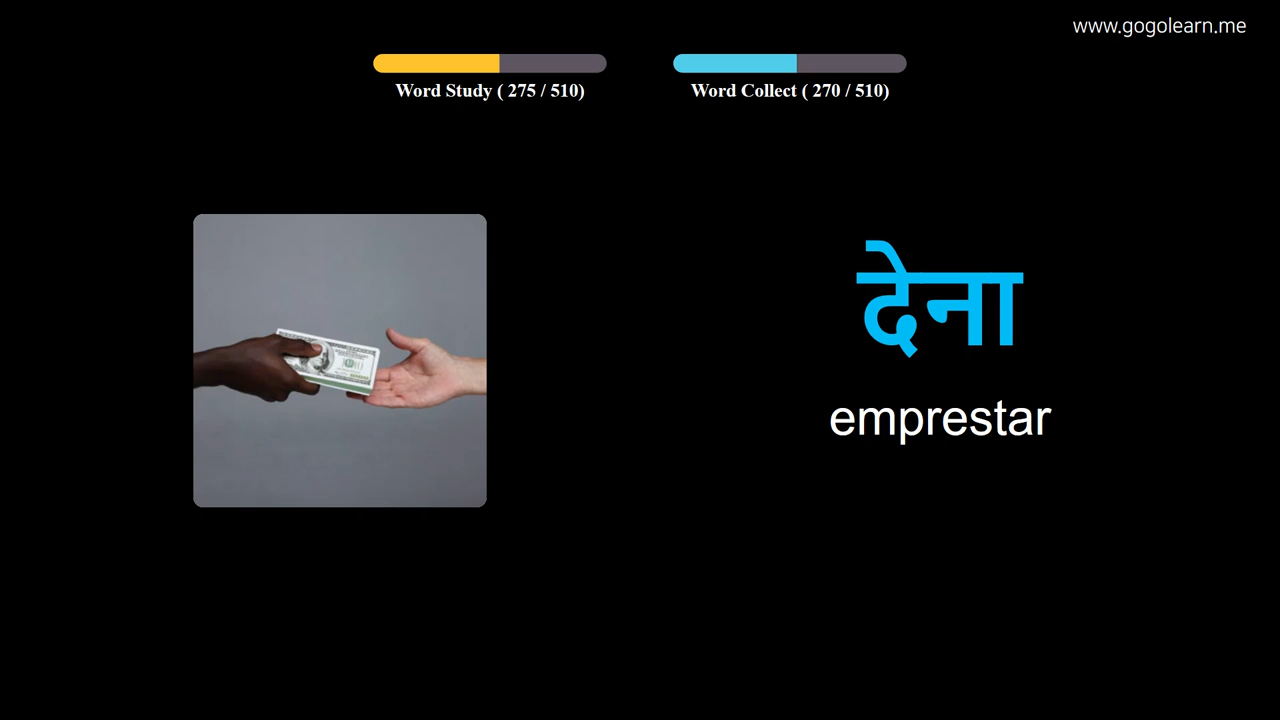 www.gogolearn.me
Word Study ( 275 / 510)
Word Collect ( 270 / 510)
देना
emprestar